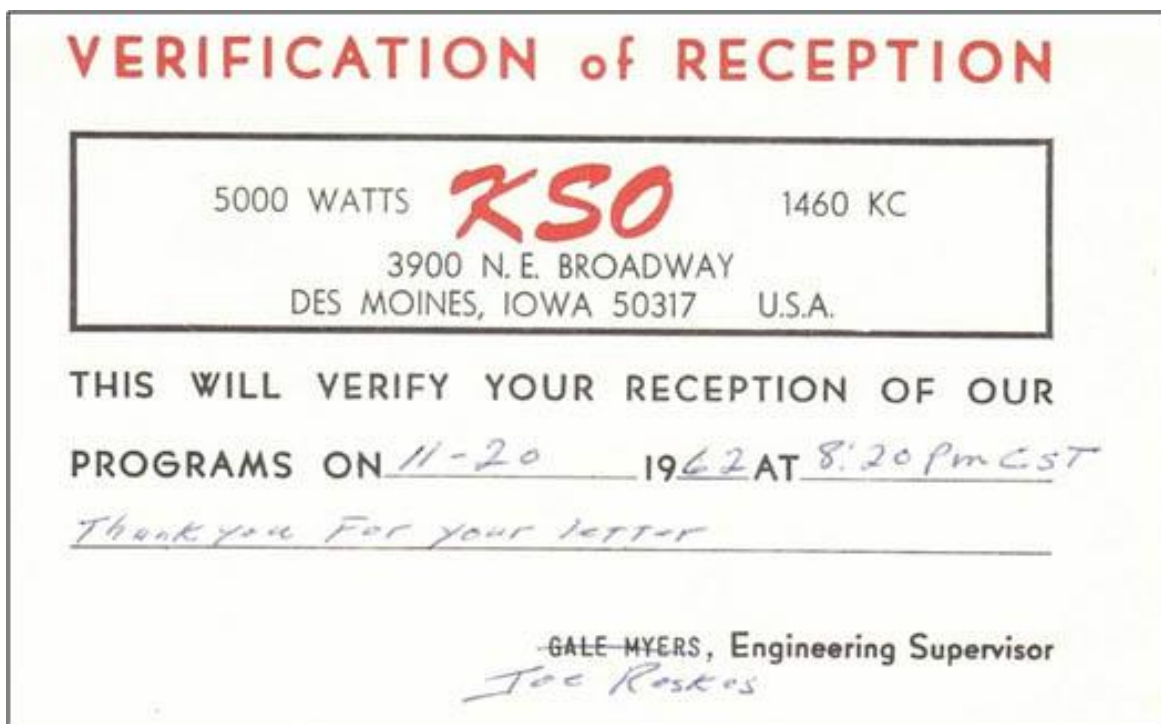 VERIFICATION of RECEPTION
5000 WATTS KSO 1460 KC
3900 N.E. BROADWAY
DES MOINES, IOWA 50317 U.S.A.
THIS WILL VERIFY YOUR RECEPTION OF OUR
PROGRAMS ON 11-20 1962 AT 8:20 PM CST
Thank you For your letter
GALE MYERS, Engineering Supervisor
Joe Roskos